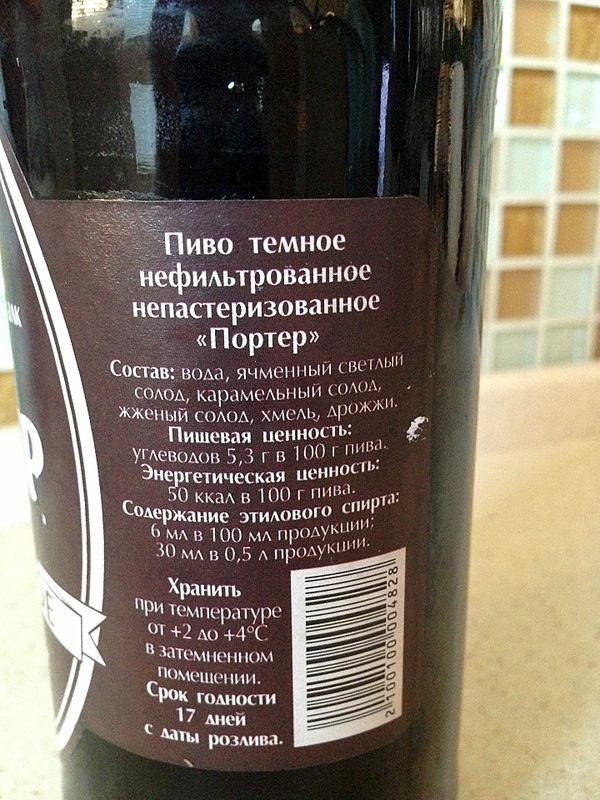 Пиво темное
нефильтрованное
непастеризованное
«Портер»
Состав: вода, ячменный светлый
солод, карамельный солод,
жженый солод, хмель, дрожжи.
Пищевая ценность:
углеводов 5,3 г в 100 г пива.
Энергетическая ценность:
50 ккал в 100 г пива.
Содержание этилового спирта:
6 мл в 100 мл продукции;
30 мл в 0,5 л продукции.
Хранить
при температуре
от +2 до +4°С
в затемненном
помещении.
Срок годности
17 дней
с даты розлива.
2100100004828